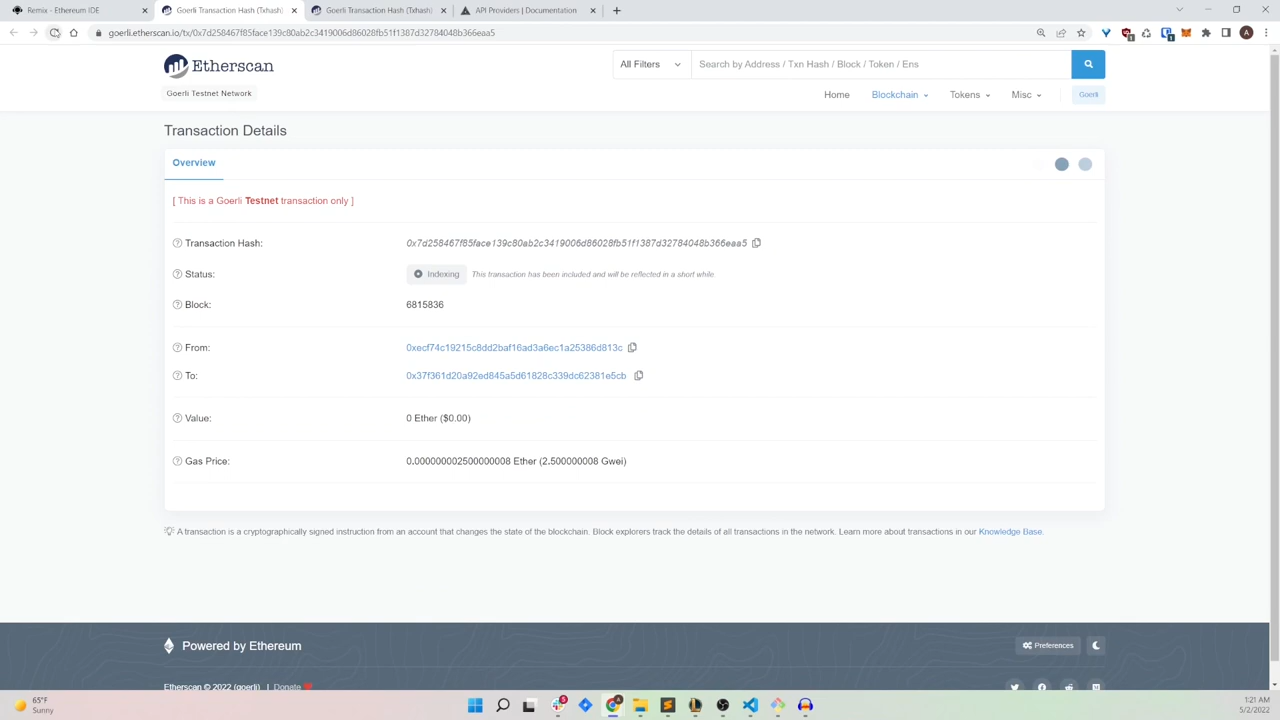 Remix - Ethereum IDE
Goerli Transaction Hash (Txhash)
Goerli Transaction Hash (Txhash)
API Providers | Documentation
goerli.etherscan.io/tx/0x7d258467f85face139c80ab2c3419006d86028fb51f1387d32784048b366eaa5
Etherscan
All Filters
Search by Address / Txn Hash / Block / Token / Ens
Goerli Testnet Network
Home
Blockchain
Tokens
Misc
Goerli
Transaction Details
Overview
[ This is a Goerli Testnet transaction only ]
Transaction Hash:
0x7d258467f85face139c80ab2c3419006d86028fb51f1387d32784048b366eaa5
Status:
Indexing
This transaction has been included and will be reflected in a short while.
Block:
6815836
From:
0xecf74c19215c8dd2baf16ad3a6ec1a25386d813c
To:
0x37f361d20a92ed845a5d61828c339dc62381e5cb
Value:
0 Ether ($0.00)
Gas Price:
0.000000002500000008 Ether (2.500000008 Gwei)
A transaction is a cryptographically signed instruction from an account that changes the state of the blockchain. Block explorers track the details of all transactions in the network. Learn more about transactions in our Knowledge Base.
Powered by Ethereum
Preferences
Etherscan © 2022 (goerli) | Donate
65°F
Sunny
1:21 AM
5/2/2022